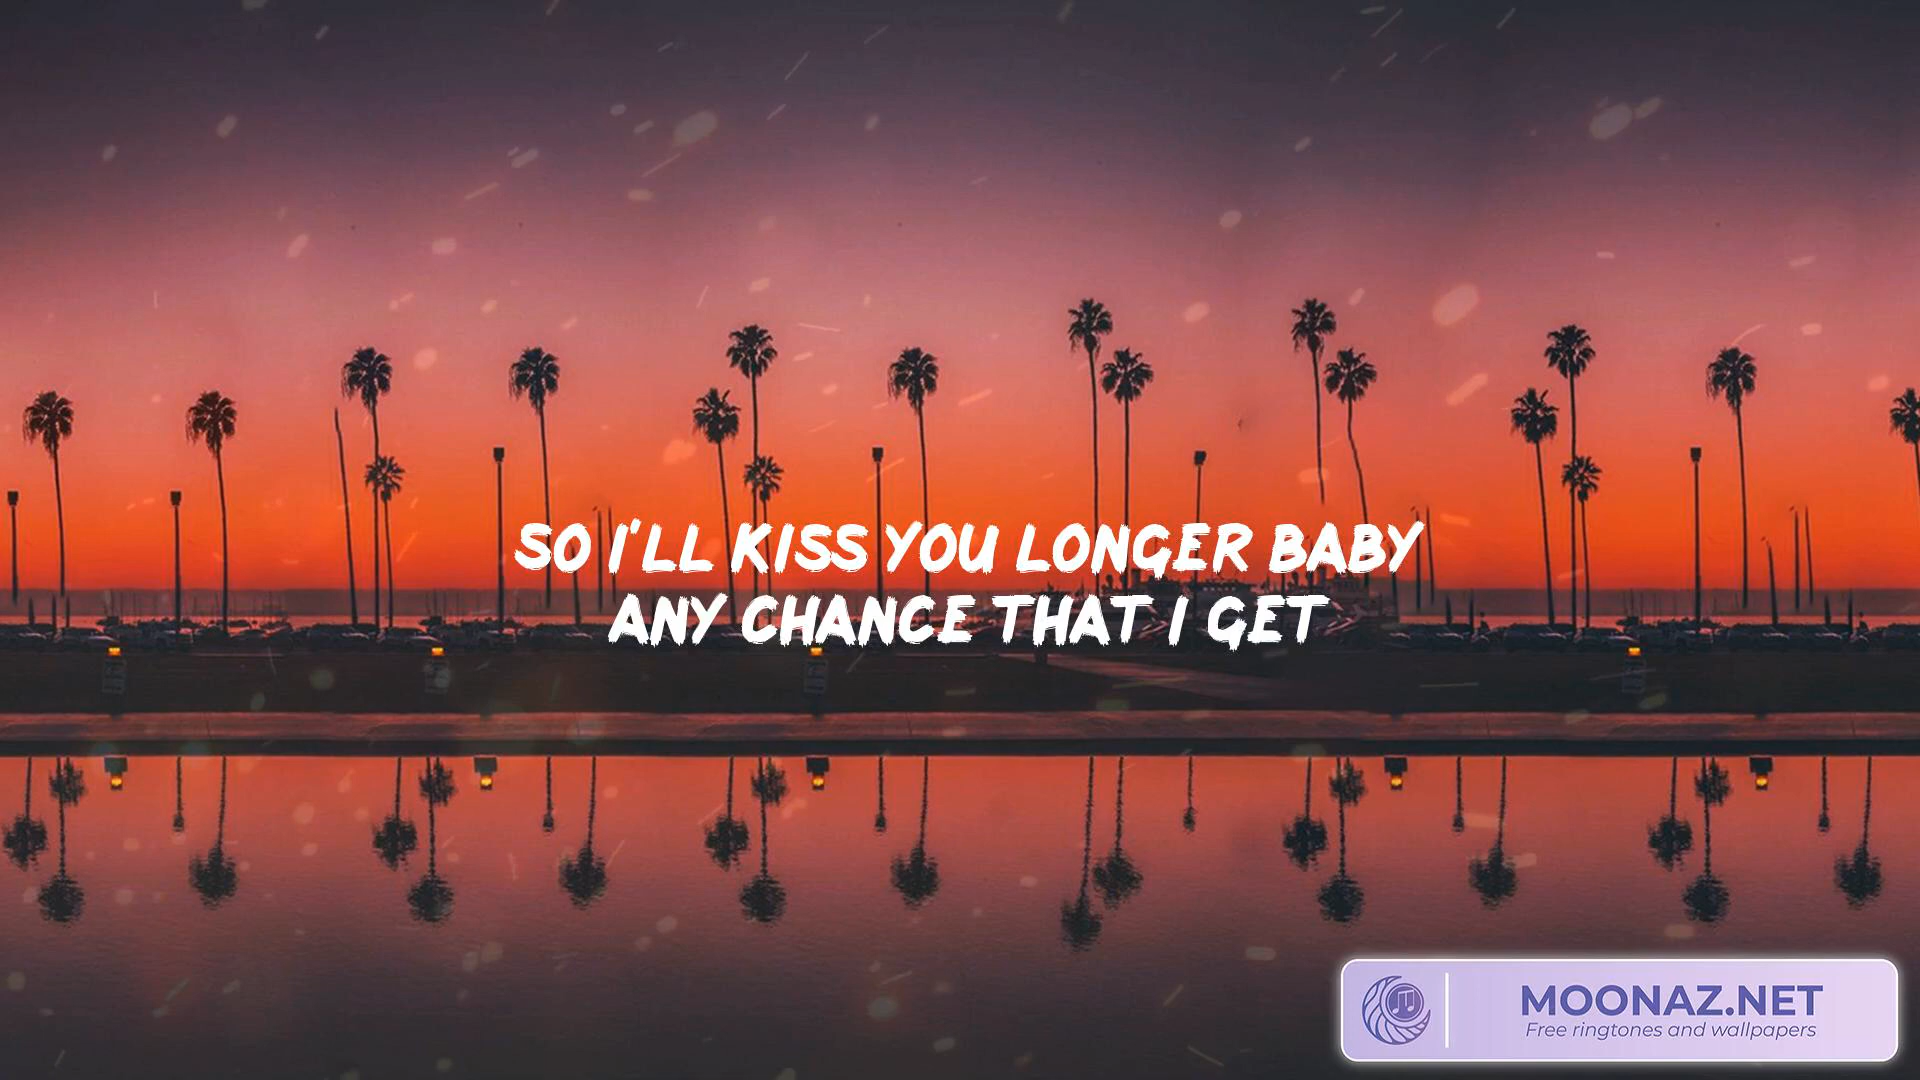 SO I'LL KISS YOU LONGER BABY
ANY CHANCE THAT I GET
MOONAZ.NET
Free ringtones and wallpapers